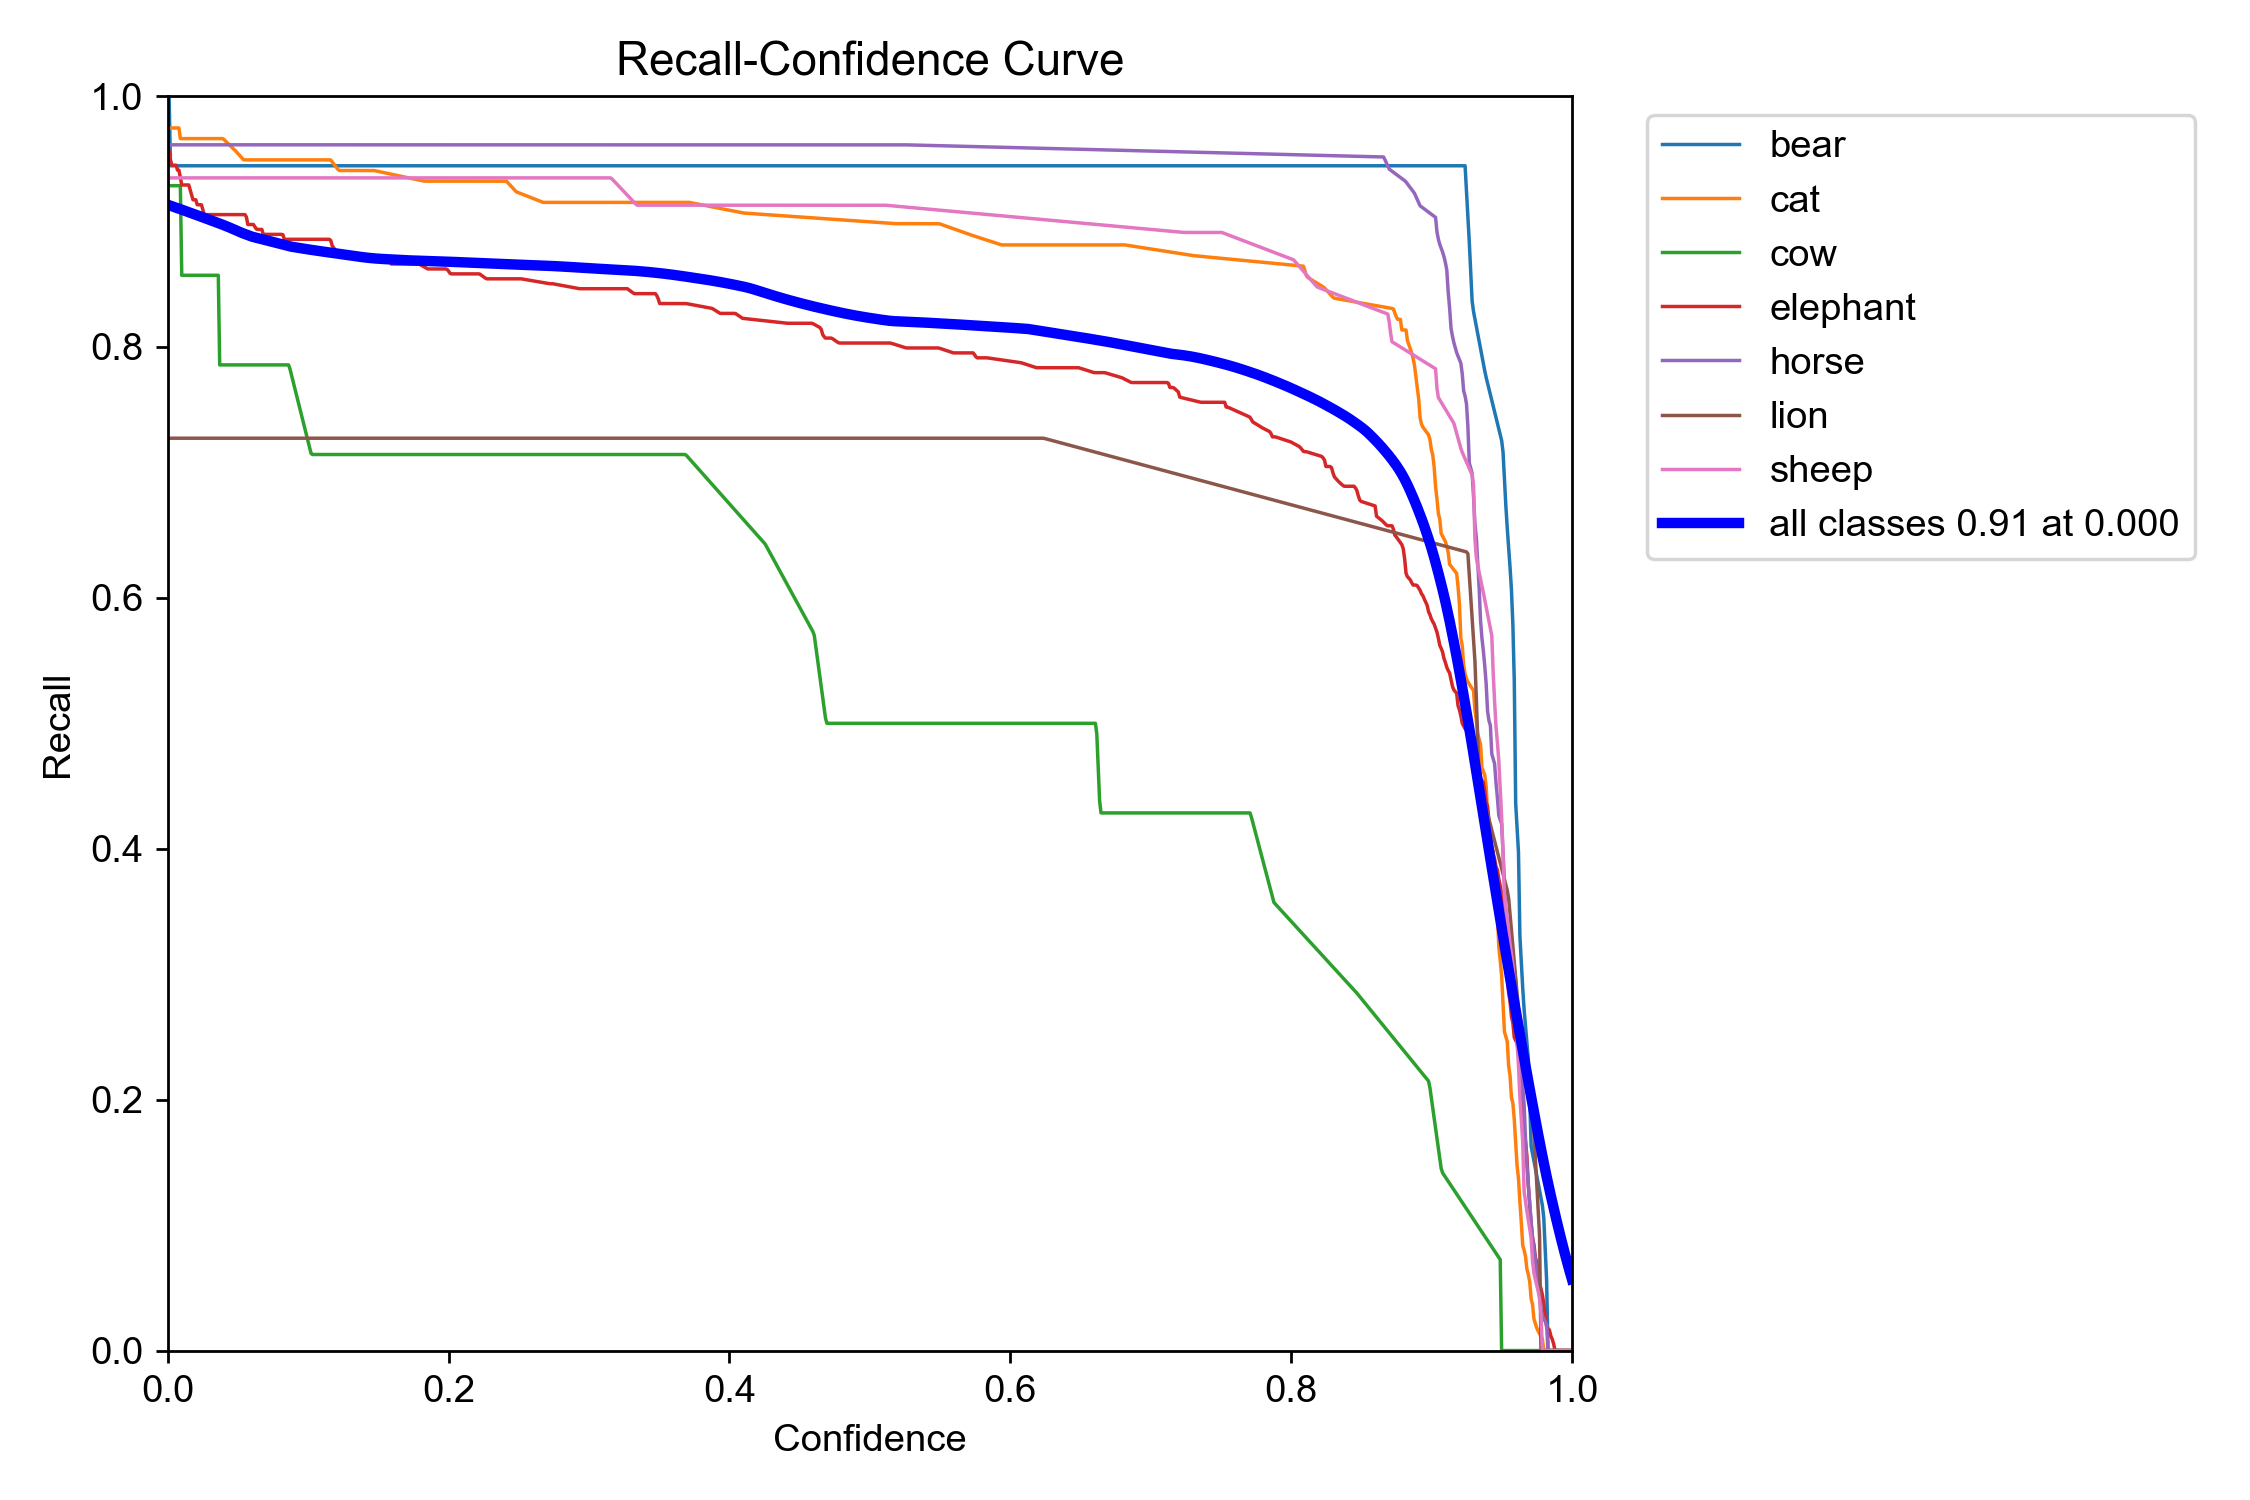 Recall-Confidence Curve
1.0
0.8
0.6
0.4
0.2
0.0
Recall
0.0 0.2 0.4 0.6 0.8 1.0
Confidence
bear
cat
cow
elephant
horse
lion
sheep
all classes 0.91 at 0.000